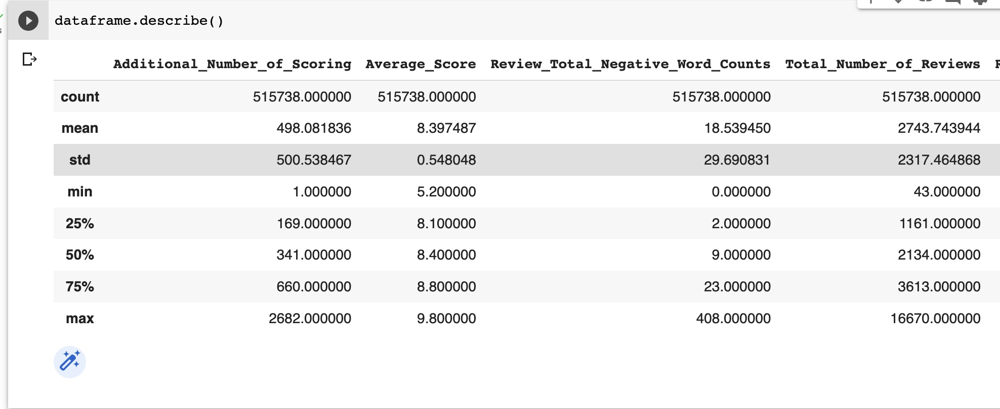 dataframe.describe()
Additional_Number_of_Scoring Average_Score Review_Total_Negative_Word_Counts Total_Number_of_Reviews
count 515738.000000 515738.000000 515738.000000 515738.000000
mean 498.081836 8.397487 18.539450 2743.743944
std 500.538467 0.548048 29.690831 2317.464868
min 1.000000 5.200000 0.000000 43.000000
25% 169.000000 8.100000 2.000000 1161.000000
50% 341.000000 8.400000 9.000000 2134.000000
75% 660.000000 8.800000 23.000000 3613.000000
max 2682.000000 9.800000 408.000000 16670.000000